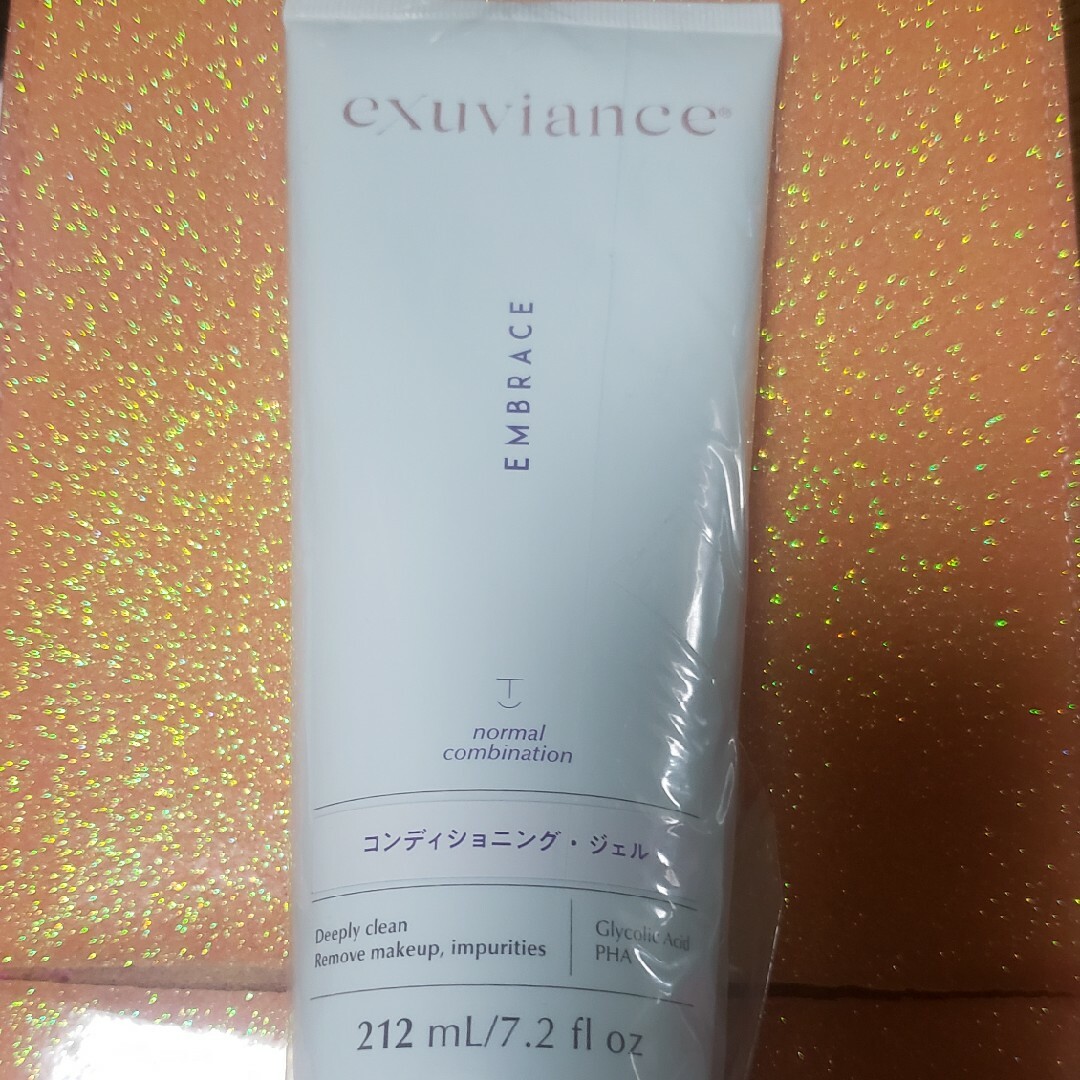 exuviance®
EMBRACE
normal
combination
コンディショニング・ジェル
Deeply clean
Remove makeup, impurities
Glycolic Acid
PHA
212 mL/7.2 fl oz